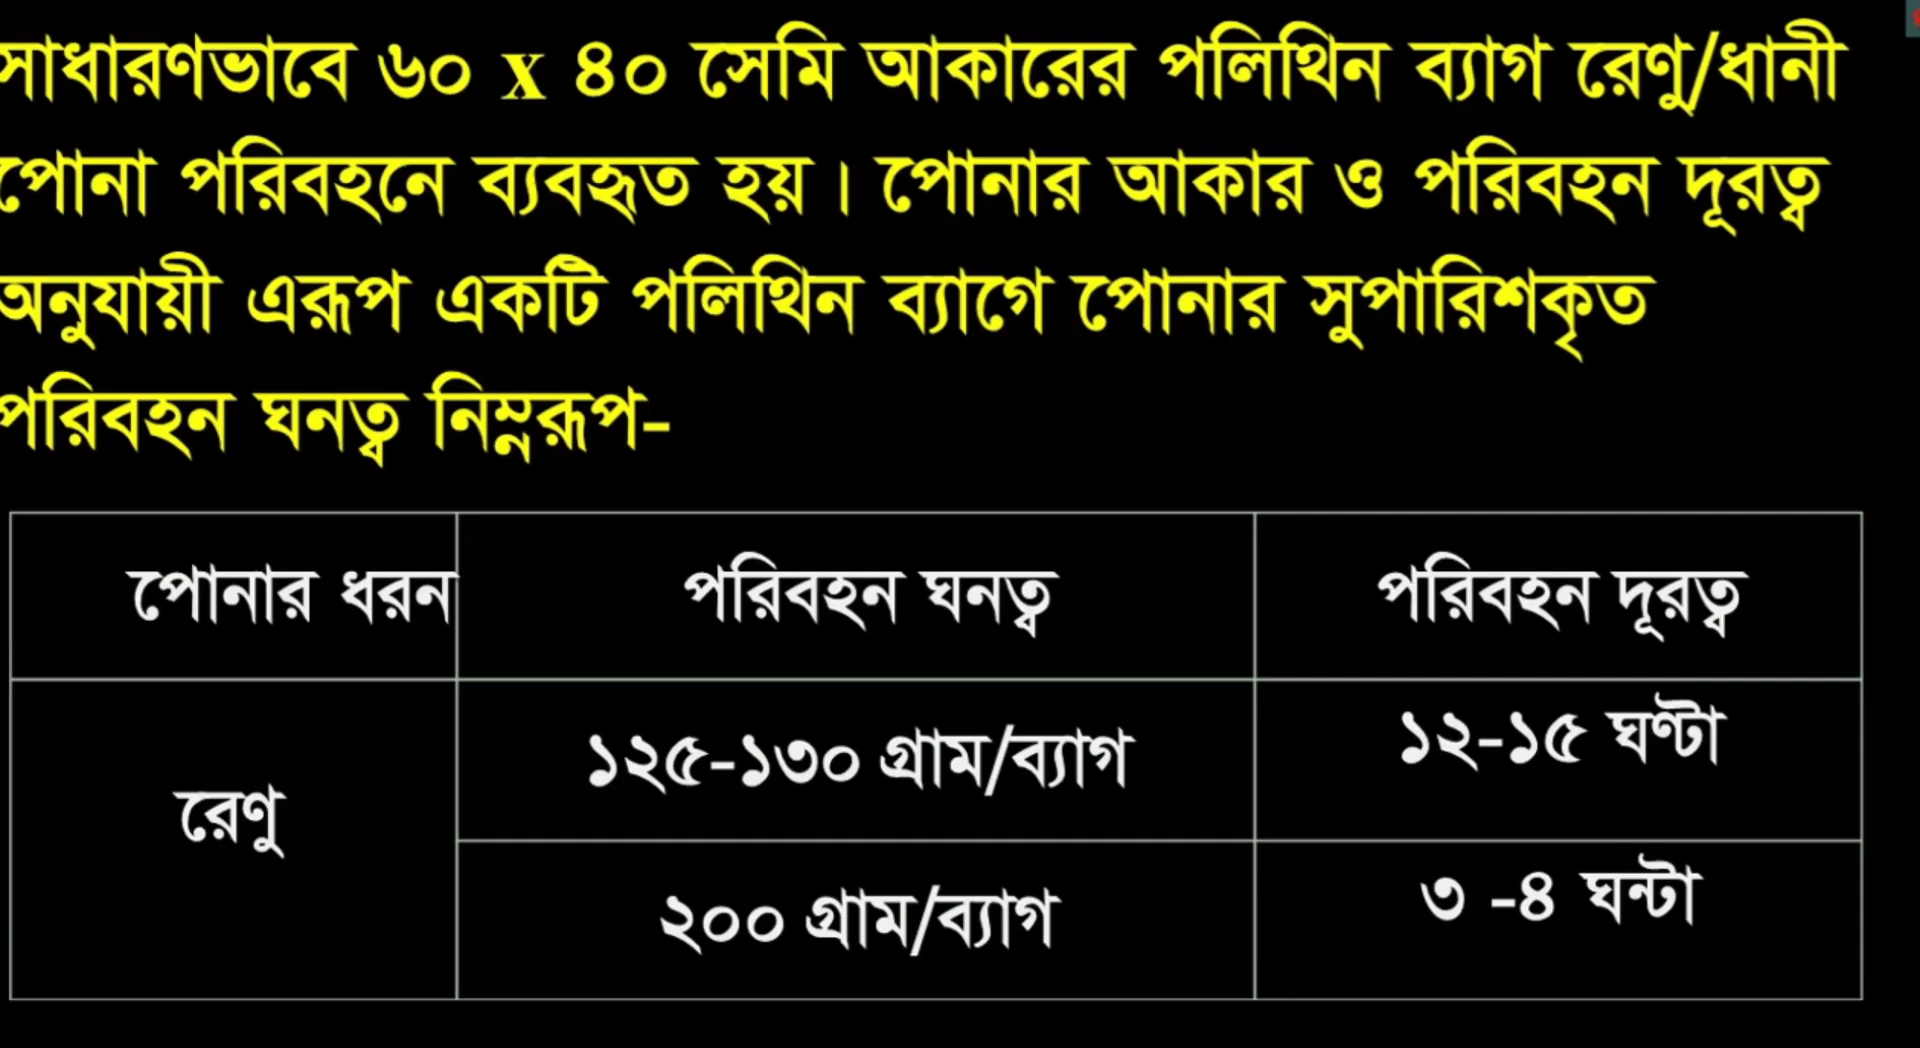 সাধারণভাবে ৬০ x ৪০ সেমি আকারের পলিথিন ব্যাগ রেণু/ধানী
পোনা পরিবহনে ব্যবহৃত হয়। পোনার আকার ও পরিবহন দূরত্ব
অনুযায়ী এরূপ একটি পলিথিন ব্যাগে পোনার সুপারিশকৃত
পরিবহন ঘনত্ব নিম্নরূপ-
পোনার ধরন পরিবহন ঘনত্ব পরিবহন দূরত্ব
রেণু ১২৫-১৩০ গ্রাম/ব্যাগ ১২-১৫ ঘণ্টা
২০০ গ্রাম/ব্যাগ ৩ -৪ ঘন্টা